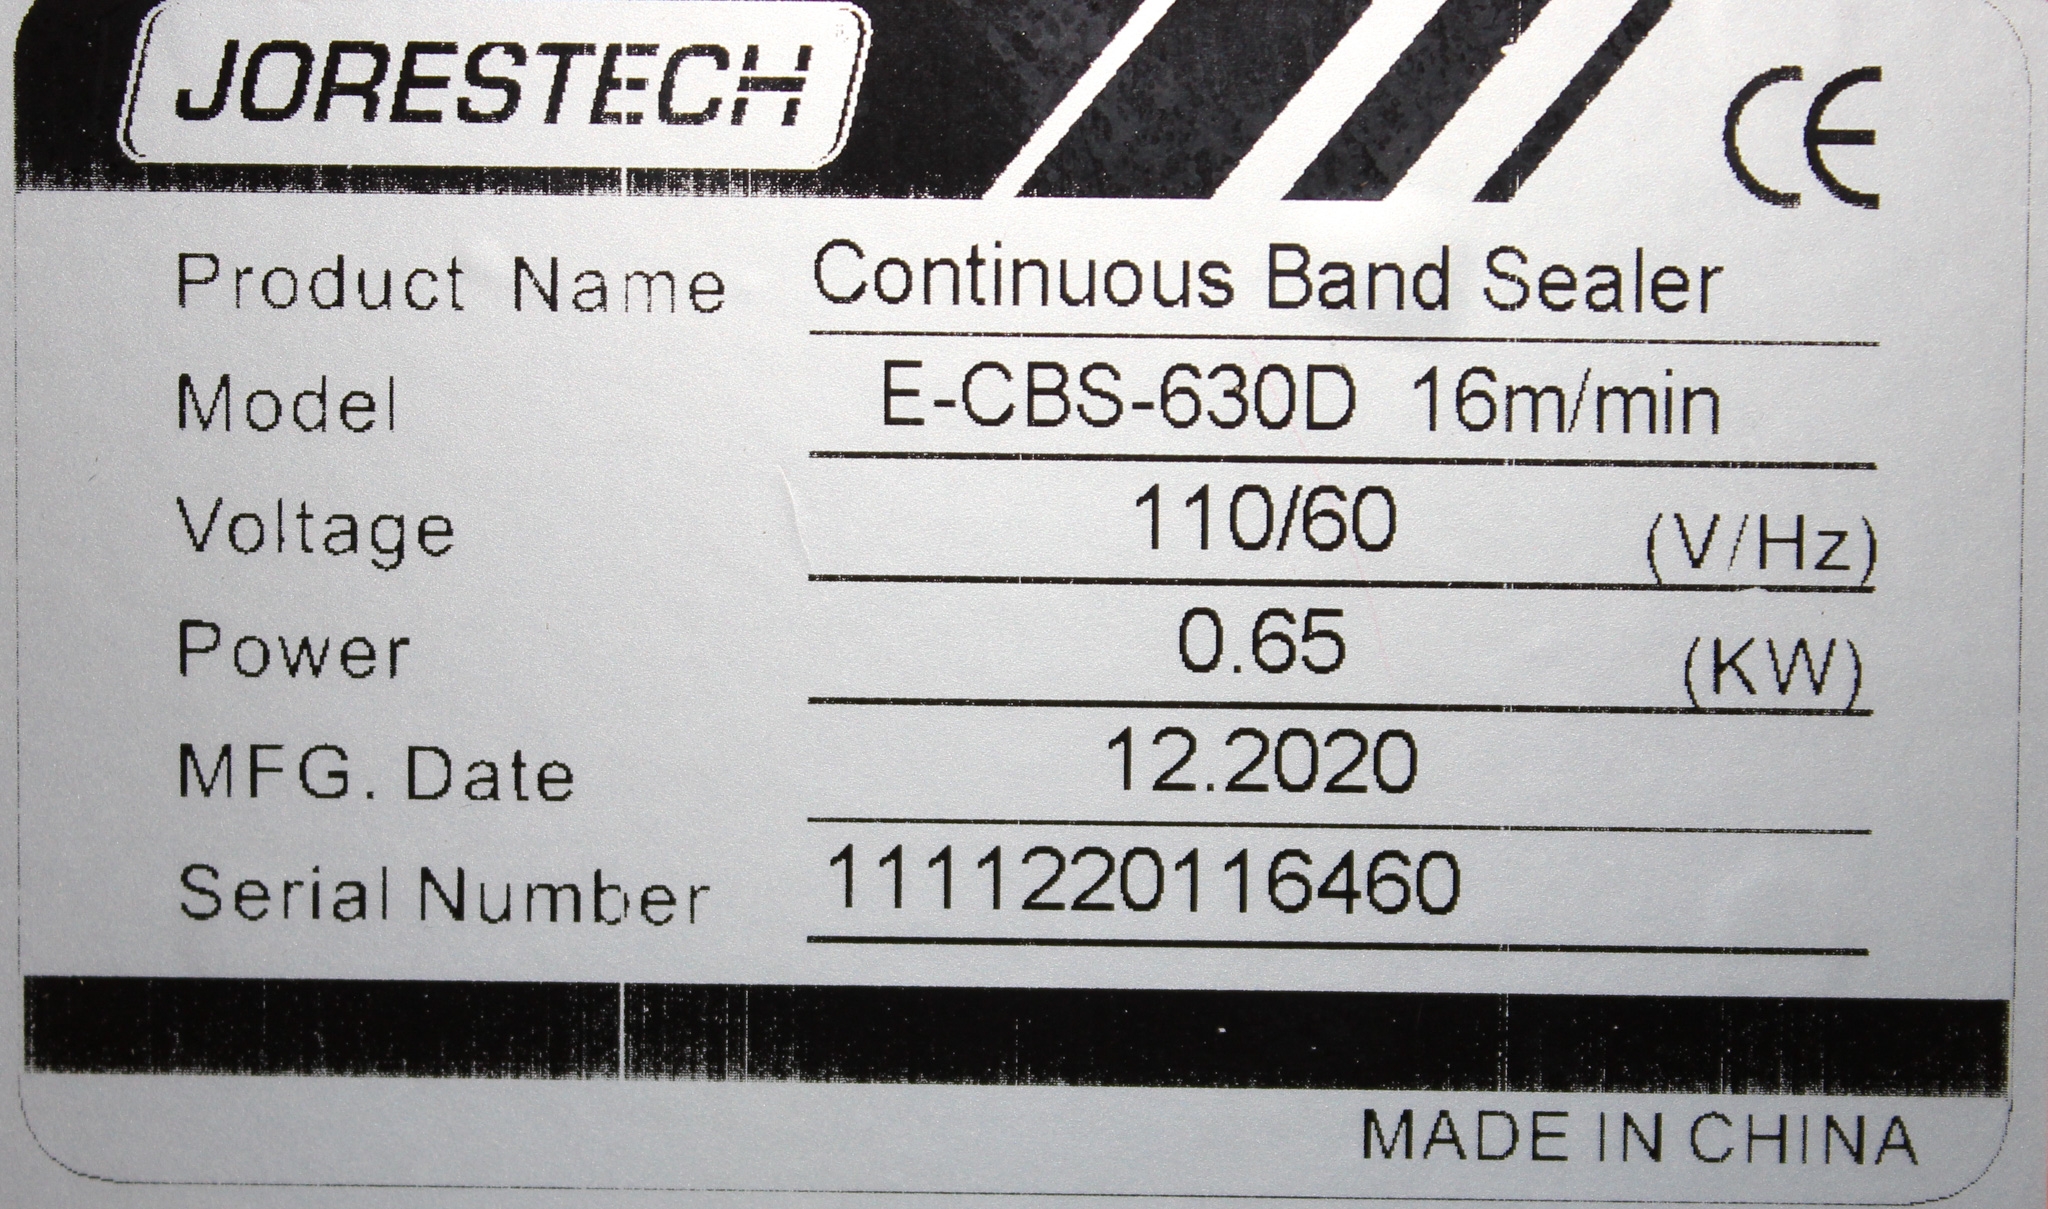 JORESTECH
CE
Product Name Continuous Band Sealer
Model E-CBS-630D 16m/min
Voltage 110/60 (V/Hz)
Power 0.65 (KW)
MFG. Date 12.2020
Serial Number 1111220116460
MADE IN CHINA